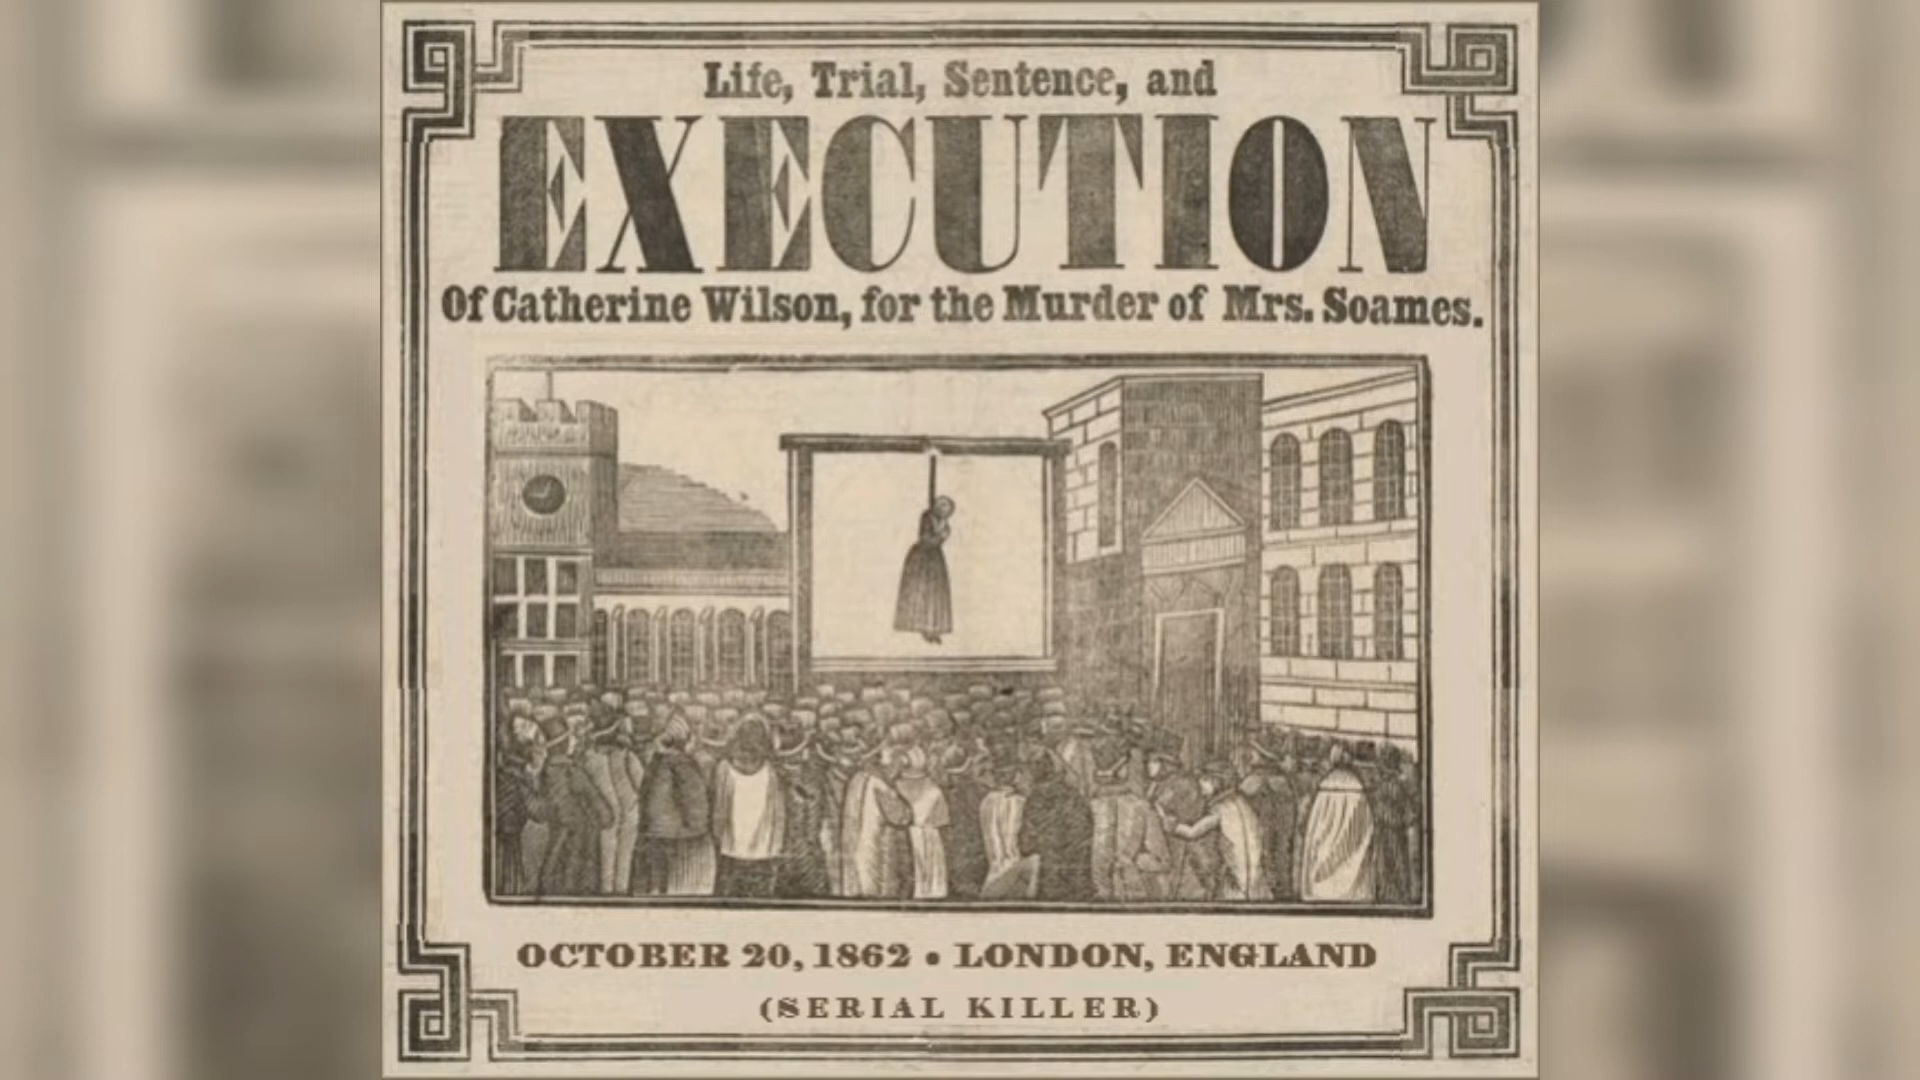 Life, Trial, Sentence, and
EXECUTION
Of Catherine Wilson, for the Murder of Mrs. Soames.
OCTOBER 20, 1862 • LONDON, ENGLAND
(SERIAL KILLER)